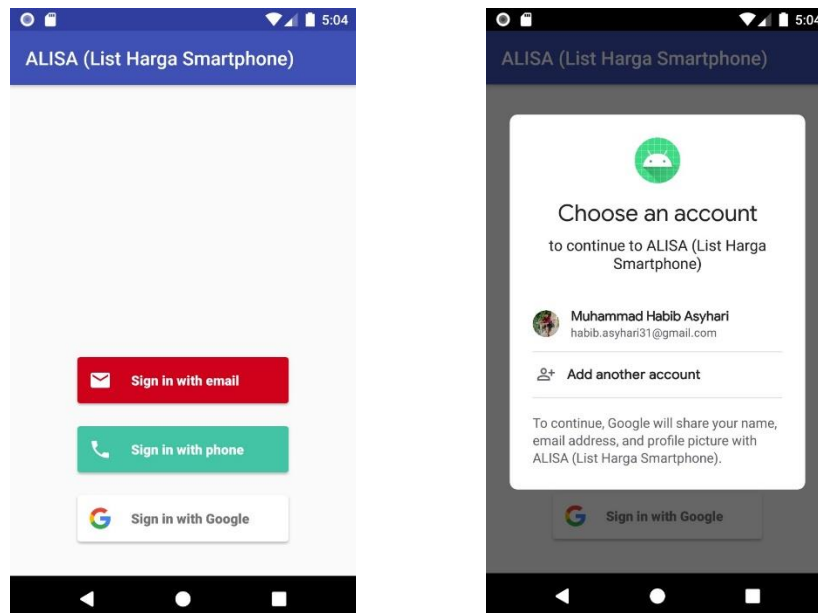 5:04
ALISA (List Harga Smartphone)
Sign in with email
Sign in with phone
Sign in with Google
5:04
ALISA (List Harga Smartphone)
Choose an account
to continue to ALISA (List Harga
Smartphone)
Muhammad Habib Asyhari
habib.asyhari31@gmail.com
Add another account
To continue, Google will share your name,
email address, and profile picture with
ALISA (List Harga Smartphone).
Sign in with Google